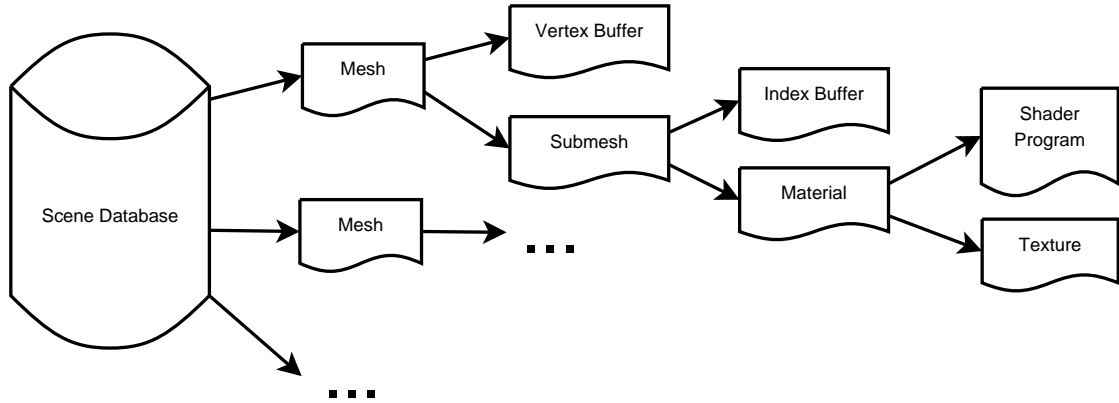 Vertex Buffer
Mesh
Index Buffer
Shader
Program
Submesh
Material
Scene Database
Mesh
...
Texture
...